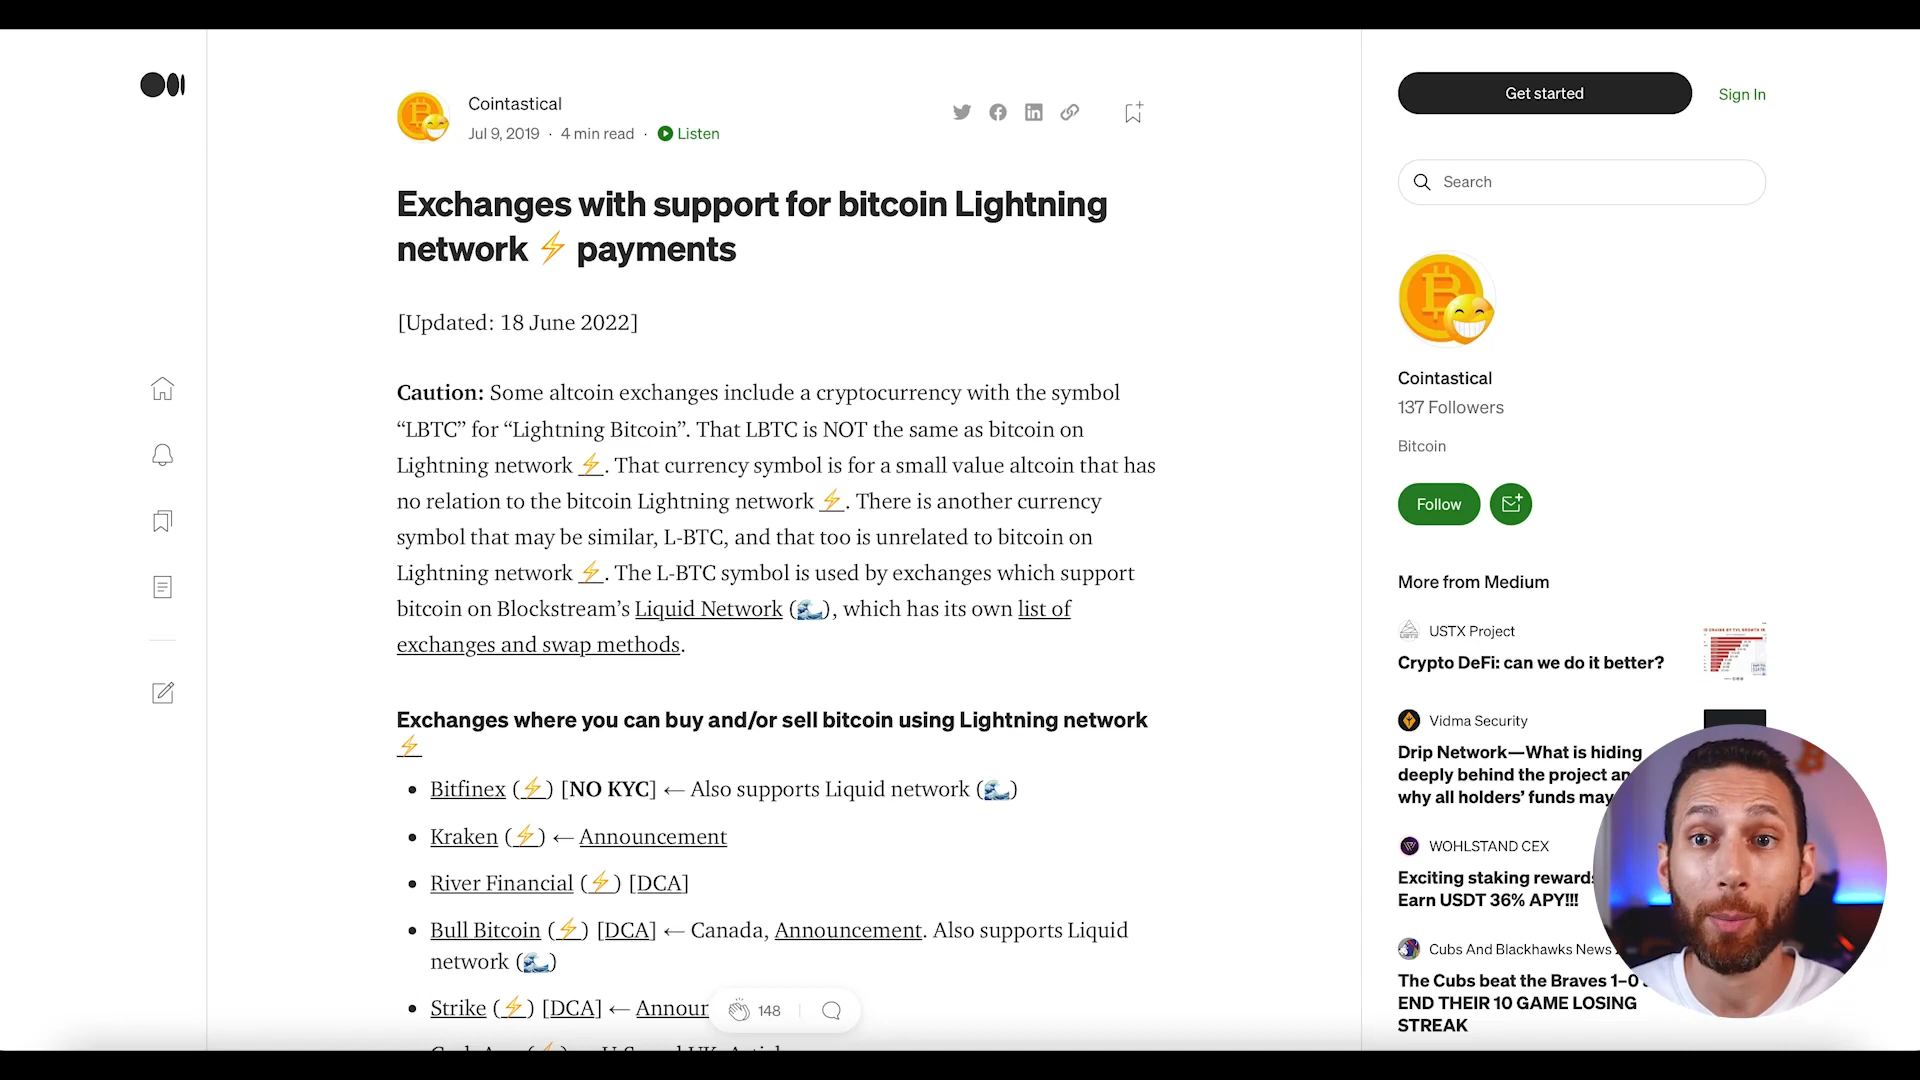 Cointastical
Jul 9, 2019 · 4 min read · Listen
Exchanges with support for bitcoin Lightning
network ⚡ payments
[Updated: 18 June 2022]
Caution: Some altcoin exchanges include a cryptocurrency with the symbol
“LBTC” for “Lightning Bitcoin”. That LBTC is NOT the same as bitcoin on
Lightning network ⚡. That currency symbol is for a small value altcoin that has
no relation to the bitcoin Lightning network ⚡. There is another currency
symbol that may be similar, L-BTC, and that too is unrelated to bitcoin on
Lightning network ⚡. The L-BTC symbol is used by exchanges which support
bitcoin on Blockstream’s Liquid Network (🌊), which has its own list of
exchanges and swap methods.
Exchanges where you can buy and/or sell bitcoin using Lightning network
⚡
• Bitfinex (⚡) [NO KYC] ← Also supports Liquid network (🌊)
• Kraken (⚡) ← Announcement
• River Financial (⚡) [DCA]
• Bull Bitcoin (⚡) [DCA] ← Canada, Announcement. Also supports Liquid
network (🌊)
• Strike (⚡) [DCA] ← Announ
148
Get started
Sign In
Search
Cointastical
137 Followers
Bitcoin
Follow
More from Medium
USTX Project
Crypto DeFi: can we do it better?
Vidma Security
Drip Network—What is hiding
deeply behind the project an
why all holders’ funds may
WOHLSTAND CEX
Exciting staking rewards
Earn USDT 36% APY!!!
Cubs And Blackhawks News
The Cubs beat the Braves 1–0
END THEIR 10 GAME LOSING
STREAK